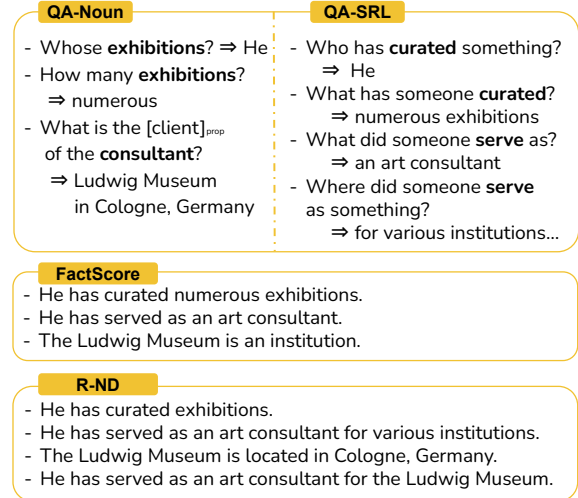 QA-Noun
- Whose exhibitions? ⇒ He
- How many exhibitions?
⇒ numerous
- What is the [client]prop
of the consultant?
⇒ Ludwig Museum
in Cologne, Germany
QA-SRL
- Who has curated something?
⇒ He
- What has someone curated?
⇒ numerous exhibitions
- What did someone serve as?
⇒ an art consultant
- Where did someone serve
as something?
⇒ for various institutions...
FactScore
- He has curated numerous exhibitions.
- He has served as an art consultant.
- The Ludwig Museum is an institution.
R-ND
- He has curated exhibitions.
- He has served as an art consultant for various institutions.
- The Ludwig Museum is located in Cologne, Germany.
- He has served as an art consultant for the Ludwig Museum.